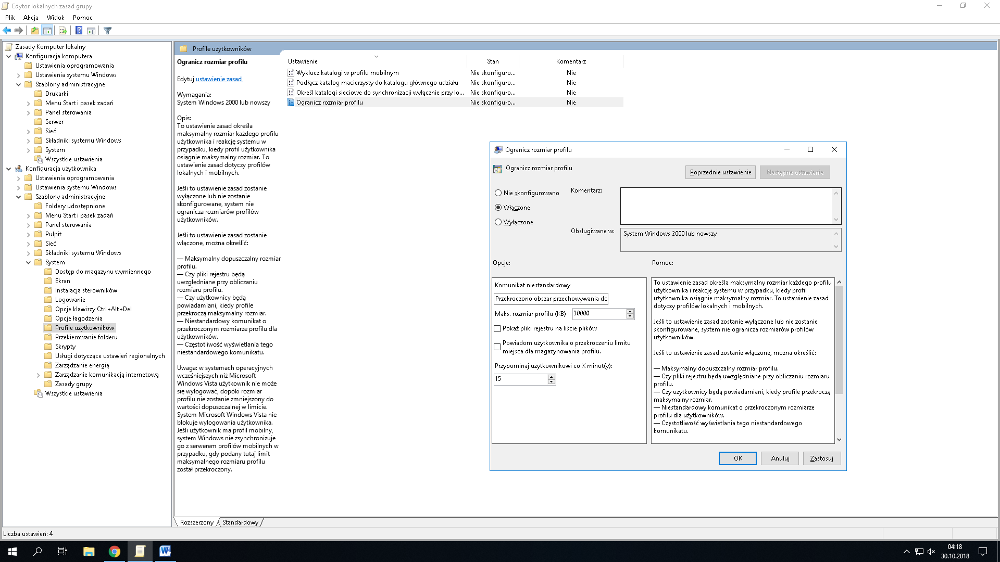 Edytor lokalnych zasad grupy
Plik Akcja Widok Pomoc
Zasady Komputer lokalny
Konfiguracja komputera
Ustawienia oprogramowania
Ustawienia systemu Windows
Szablony administracyjne
Drukarki
Menu Start i pasek zadań
Panel sterowania
Serwer
Sieć
Składniki systemu Windows
System
Wszystkie ustawienia
Konfiguracja użytkownika
Ustawienia oprogramowania
Ustawienia systemu Windows
Szablony administracyjne
Foldery udostępnione
Menu Start i pasek zadań
Panel sterowania
Pulpit
Sieć
Składniki systemu Windows
System
Dostęp do magazynu wymiennego
Ekran
Instalacja sterowników
Logowanie
Opcje klawiszy Ctrl+Alt+Del
Opcje łagodzenia
Profile użytkowników
Przekierowanie folderu
Skrypty
Usługi dotyczące ustawień regionalnych
Zarządzanie energią
Zarządzanie komunikacją internetową
Zasady grupy
Wszystkie ustawienia
Profile użytkowników
Ogranicz rozmiar profilu
Edytuj ustawienie zasad
Wymagania:
System Windows 2000 lub nowszy
Opis:
To ustawienie zasad określa
maksymalny rozmiar każdego profilu
użytkownika i reakcję systemu w
przypadku, kiedy profil użytkownika
osiągnie maksymalny rozmiar. To
ustawienie zasad dotyczy profilów
lokalnych i mobilnych.
Jeśli to ustawienie zasad zostanie
wyłączone lub nie zostanie
skonfigurowane, system nie
ogranicza rozmiarów profilów
użytkowników.
Jeśli to ustawienie zasad zostanie
włączone, można określić:
— Maksymalny dopuszczalny rozmiar
profilu.
— Czy pliki rejestru będą
uwzględniane przy obliczaniu
rozmiaru profilu.
— Czy użytkownicy będą
powiadamiani, kiedy profile
przekroczą maksymalny rozmiar.
— Niestandardowy komunikat o
przekroczonym rozmiarze profilu dla
użytkowników.
— Częstotliwość wyświetlania tego
niestandardowego komunikatu.
Uwaga: w systemach operacyjnych
wcześniejszych niż Microsoft
Windows Vista użytkownik nie może
się wylogować, dopóki rozmiar
profilu nie zostanie zmniejszony do
wartości dopuszczalnej w limicie.
System Microsoft Windows Vista nie
blokuje wylogowania użytkownika.
Jeśli użytkownik ma profil mobilny,
system Windows nie zsynchronizuje
go z serwerem profilów mobilnych w
przypadku, gdy podany tutaj limit
maksymalnego rozmiaru profilu
został przekroczony.
Ustawienie Stan Komentarz
Wyklucz katalogi w profilu mobilnym Nie skonfiguro... Nie
Podłącz katalog macierzysty do katalogu głównego udziału Nie skonfiguro... Nie
Określ katalogi sieciowe do synchronizacji wyłącznie przy lo... Nie skonfiguro... Nie
Ogranicz rozmiar profilu Nie skonfiguro... Nie
Ogranicz rozmiar profilu
Ogranicz rozmiar profilu
Poprzednie ustawienie Następne ustawienie
Nie skonfigurowano
Włączone
Wyłączone
Komentarz:
Obsługiwane w: System Windows 2000 lub nowszy
Opcje: Pomoc:
Komunikat niestandardowy
Przekroczono obszar przechowywania dc
Maks. rozmiar profilu (KB) 30000
Pokaż pliki rejestru na liście plików
Powiadom użytkownika o przekroczeniu limitu
miejsca dla magazynowania profilu.
Przypominaj użytkownikowi co X minut(y):
15
To ustawienie zasad określa maksymalny rozmiar każdego profilu
użytkownika i reakcję systemu w przypadku, kiedy profil
użytkownika osiągnie maksymalny rozmiar. To ustawienie zasad
dotyczy profilów lokalnych i mobilnych.
Jeśli to ustawienie zasad zostanie wyłączone lub nie zostanie
skonfigurowane, system nie ogranicza rozmiarów profilów
użytkowników.
Jeśli to ustawienie zasad zostanie włączone, można określić:
— Maksymalny dopuszczalny rozmiar profilu.
— Czy pliki rejestru będą uwzględniane przy obliczaniu rozmiaru
profilu.
— Czy użytkownicy będą powiadamiani, kiedy profile przekroczą
maksymalny rozmiar.
— Niestandardowy komunikat o przekroczonym rozmiarze
profilu dla użytkowników.
— Częstotliwość wyświetlania tego niestandardowego
komunikatu.
OK Anuluj Zastosuj
Rozszerzony Standardowy
Liczba ustawień: 4
04:18
30.10.2018